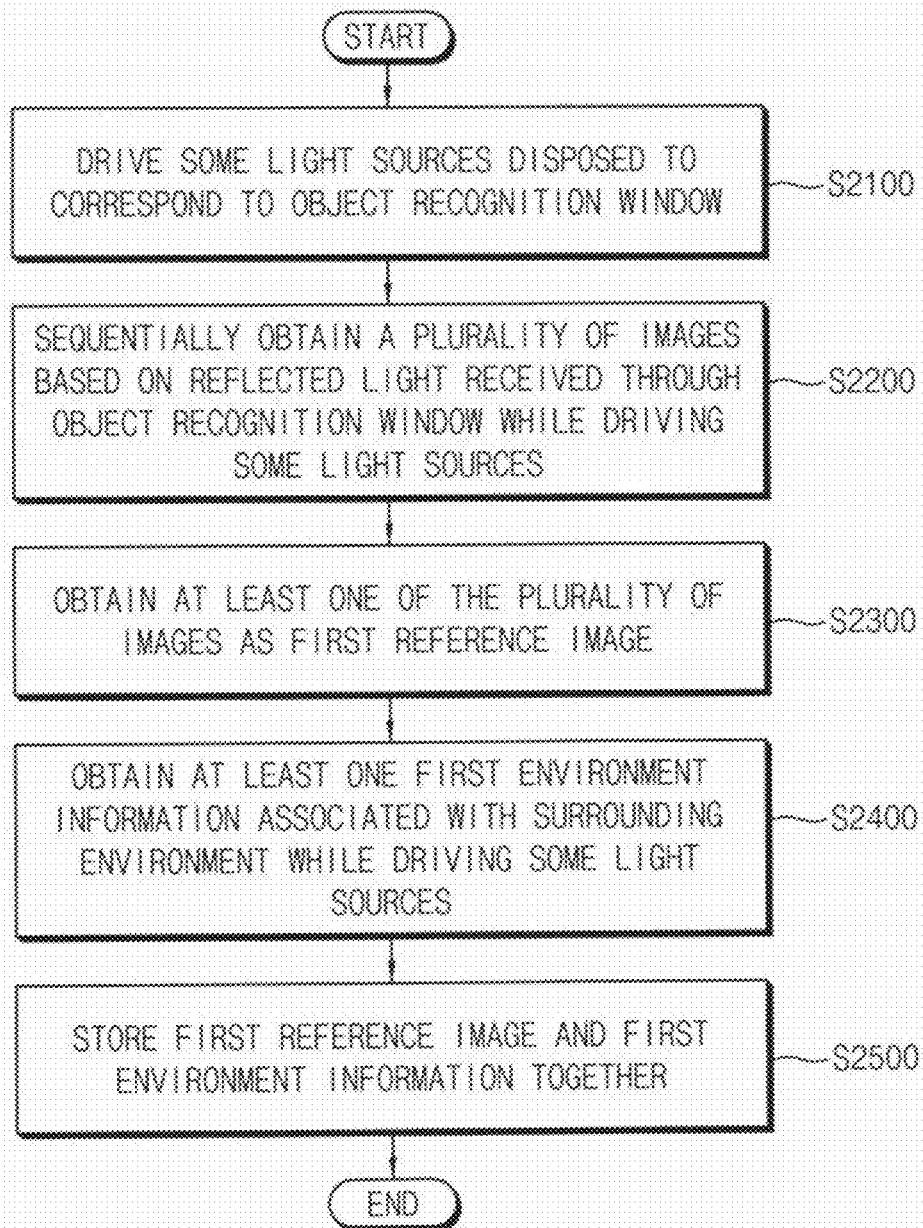 START
DRIVE SOME LIGHT SOURCES DISPOSED TO
CORRESPOND TO OBJECT RECOGNITION WINDOW
S2100
SEQUENTIALLY OBTAIN A PLURALITY OF IMAGES
BASED ON REFLECTED LIGHT RECEIVED THROUGH
OBJECT RECOGNITION WINDOW WHILE DRIVING
SOME LIGHT SOURCES
S2200
OBTAIN AT LEAST ONE OF THE PLURALITY OF
IMAGES AS FIRST REFERENCE IMAGE
S2300
OBTAIN AT LEAST ONE FIRST ENVIRONMENT
INFORMATION ASSOCIATED WITH SURROUNDING
ENVIRONMENT WHILE DRIVING SOME LIGHT
SOURCES
S2400
STORE FIRST REFERENCE IMAGE AND FIRST
ENVIRONMENT INFORMATION TOGETHER
S2500
END